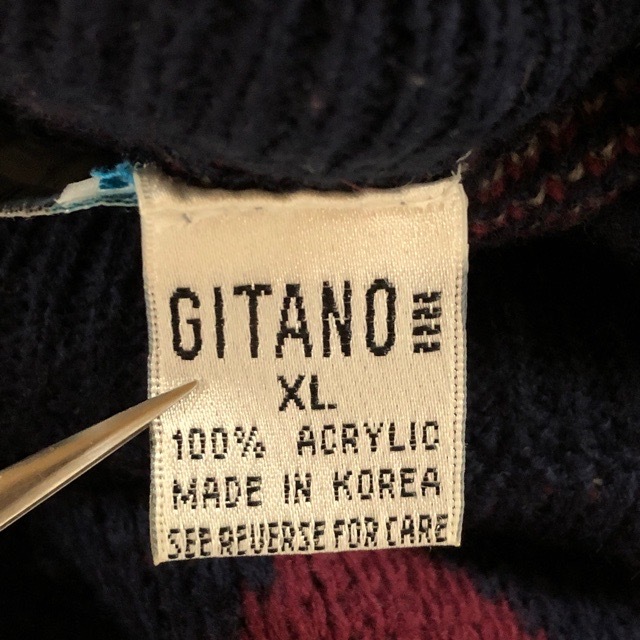 GITANO
XL
100% ACRYLIC
MADE IN KOREA
SEE REVERSE FOR CARE